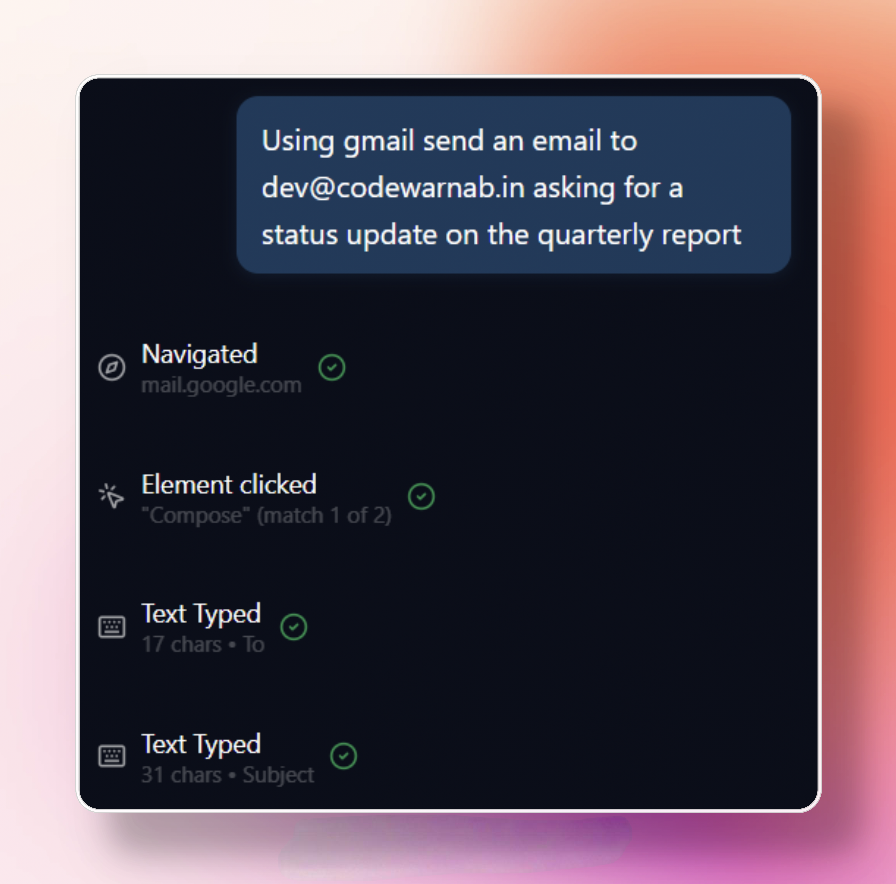 Using gmail send an email to
dev@codewarnab.in asking for a
status update on the quarterly report
Navigated
mail.google.com
Element clicked
"Compose" (match 1 of 2)
Text Typed
17 chars • To
Text Typed
31 chars • Subject